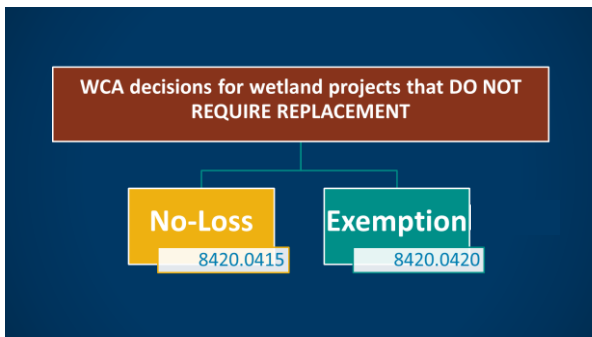 WCA decisions for wetland projects that DO NOT
REQUIRE REPLACEMENT
No-Loss
8420.0415
Exemption
8420.0420